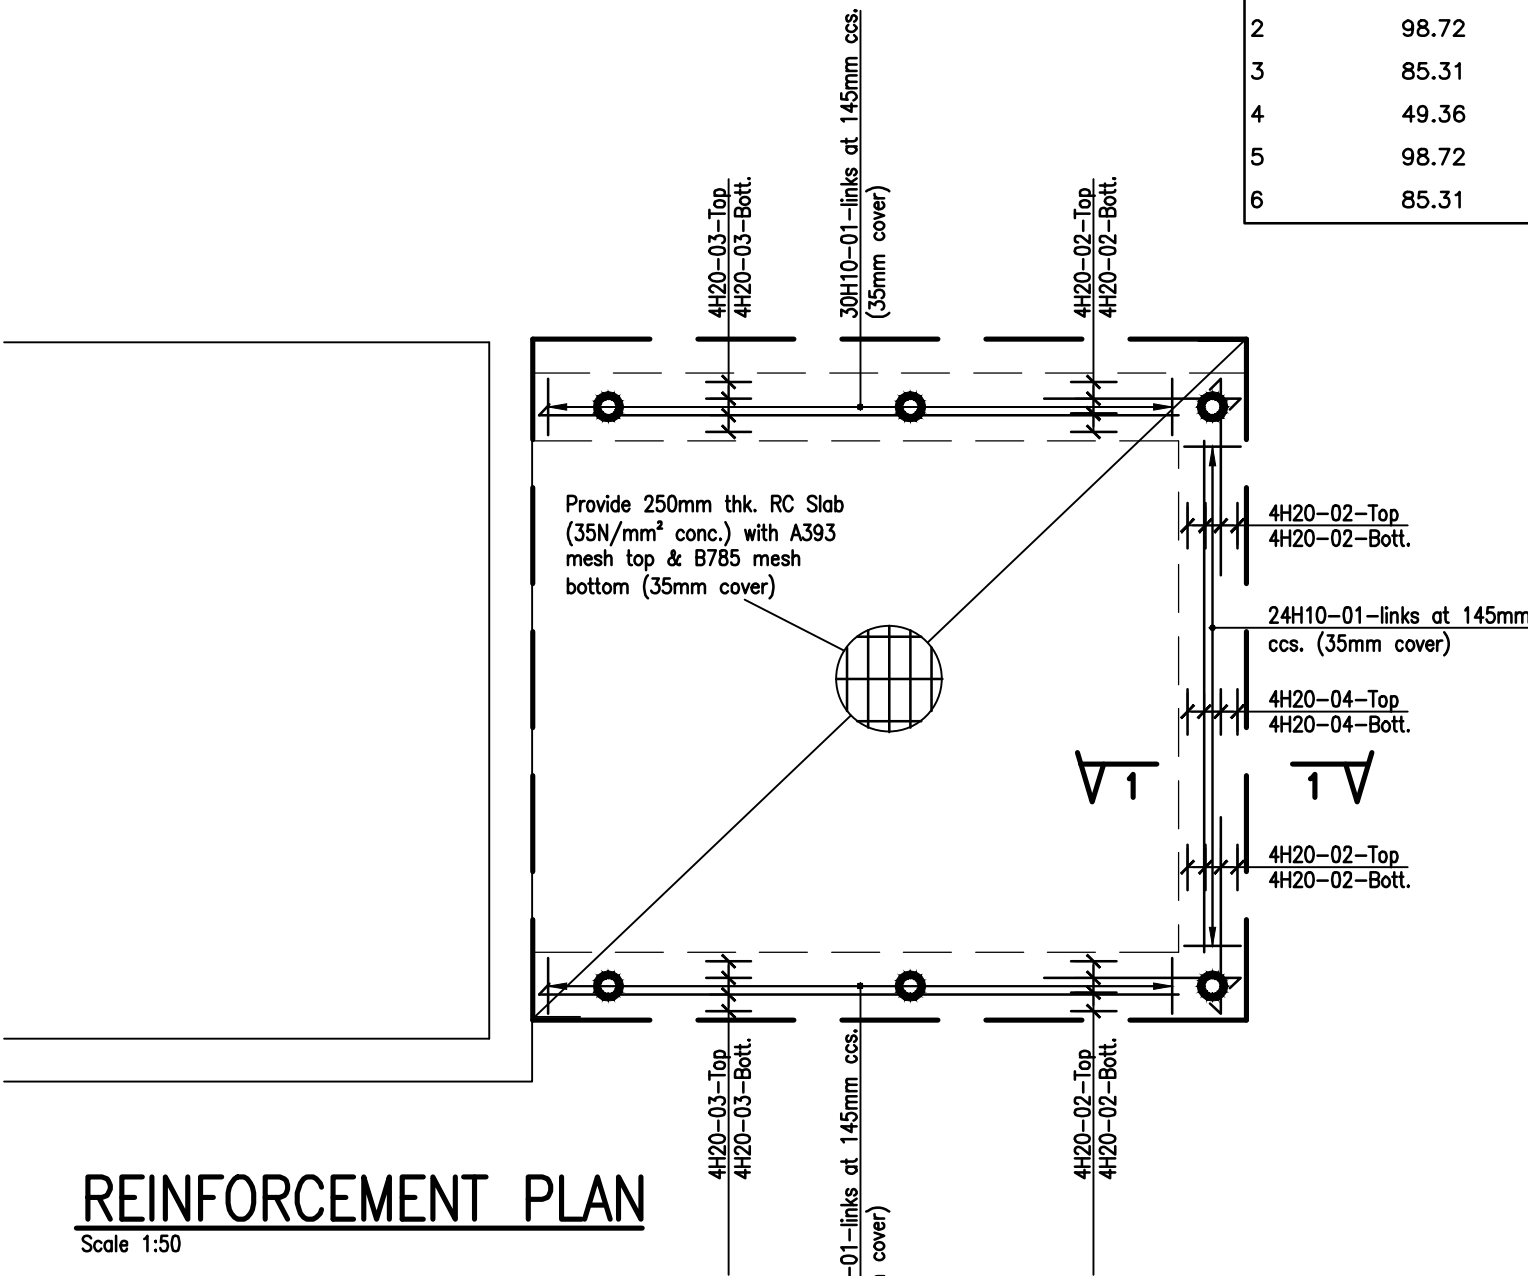 2 98.72
3 85.31
4 49.36
5 98.72
6 85.31
4H20-03-Top
4H20-03-Bott.
30H10-01-links at 145mm ccs.
(35mm cover)
4H20-02-Top
4H20-02-Bott.
Provide 250mm thk. RC Slab
(35N/mm² conc.) with A393
mesh top & B785 mesh
bottom (35mm cover)
4H20-02-Top
4H20-02-Bott.
24H10-01-links at 145mm
ccs. (35mm cover)
4H20-04-Top
4H20-04-Bott.
1 1
4H20-02-Top
4H20-02-Bott.
4H20-03-Top
4H20-03-Bott.
-01-links at 145mm ccs.
cover)
4H20-02-Top
4H20-02-Bott.
REINFORCEMENT PLAN
Scale 1:50